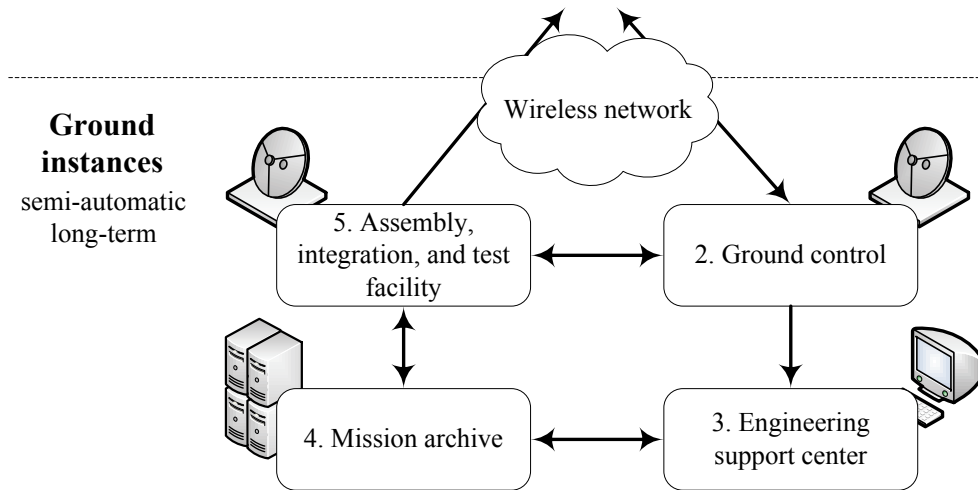 Wireless network
Ground
instances
semi-automatic
long-term
5. Assembly,
integration, and test
facility
2. Ground control
4. Mission archive
3. Engineering
support center